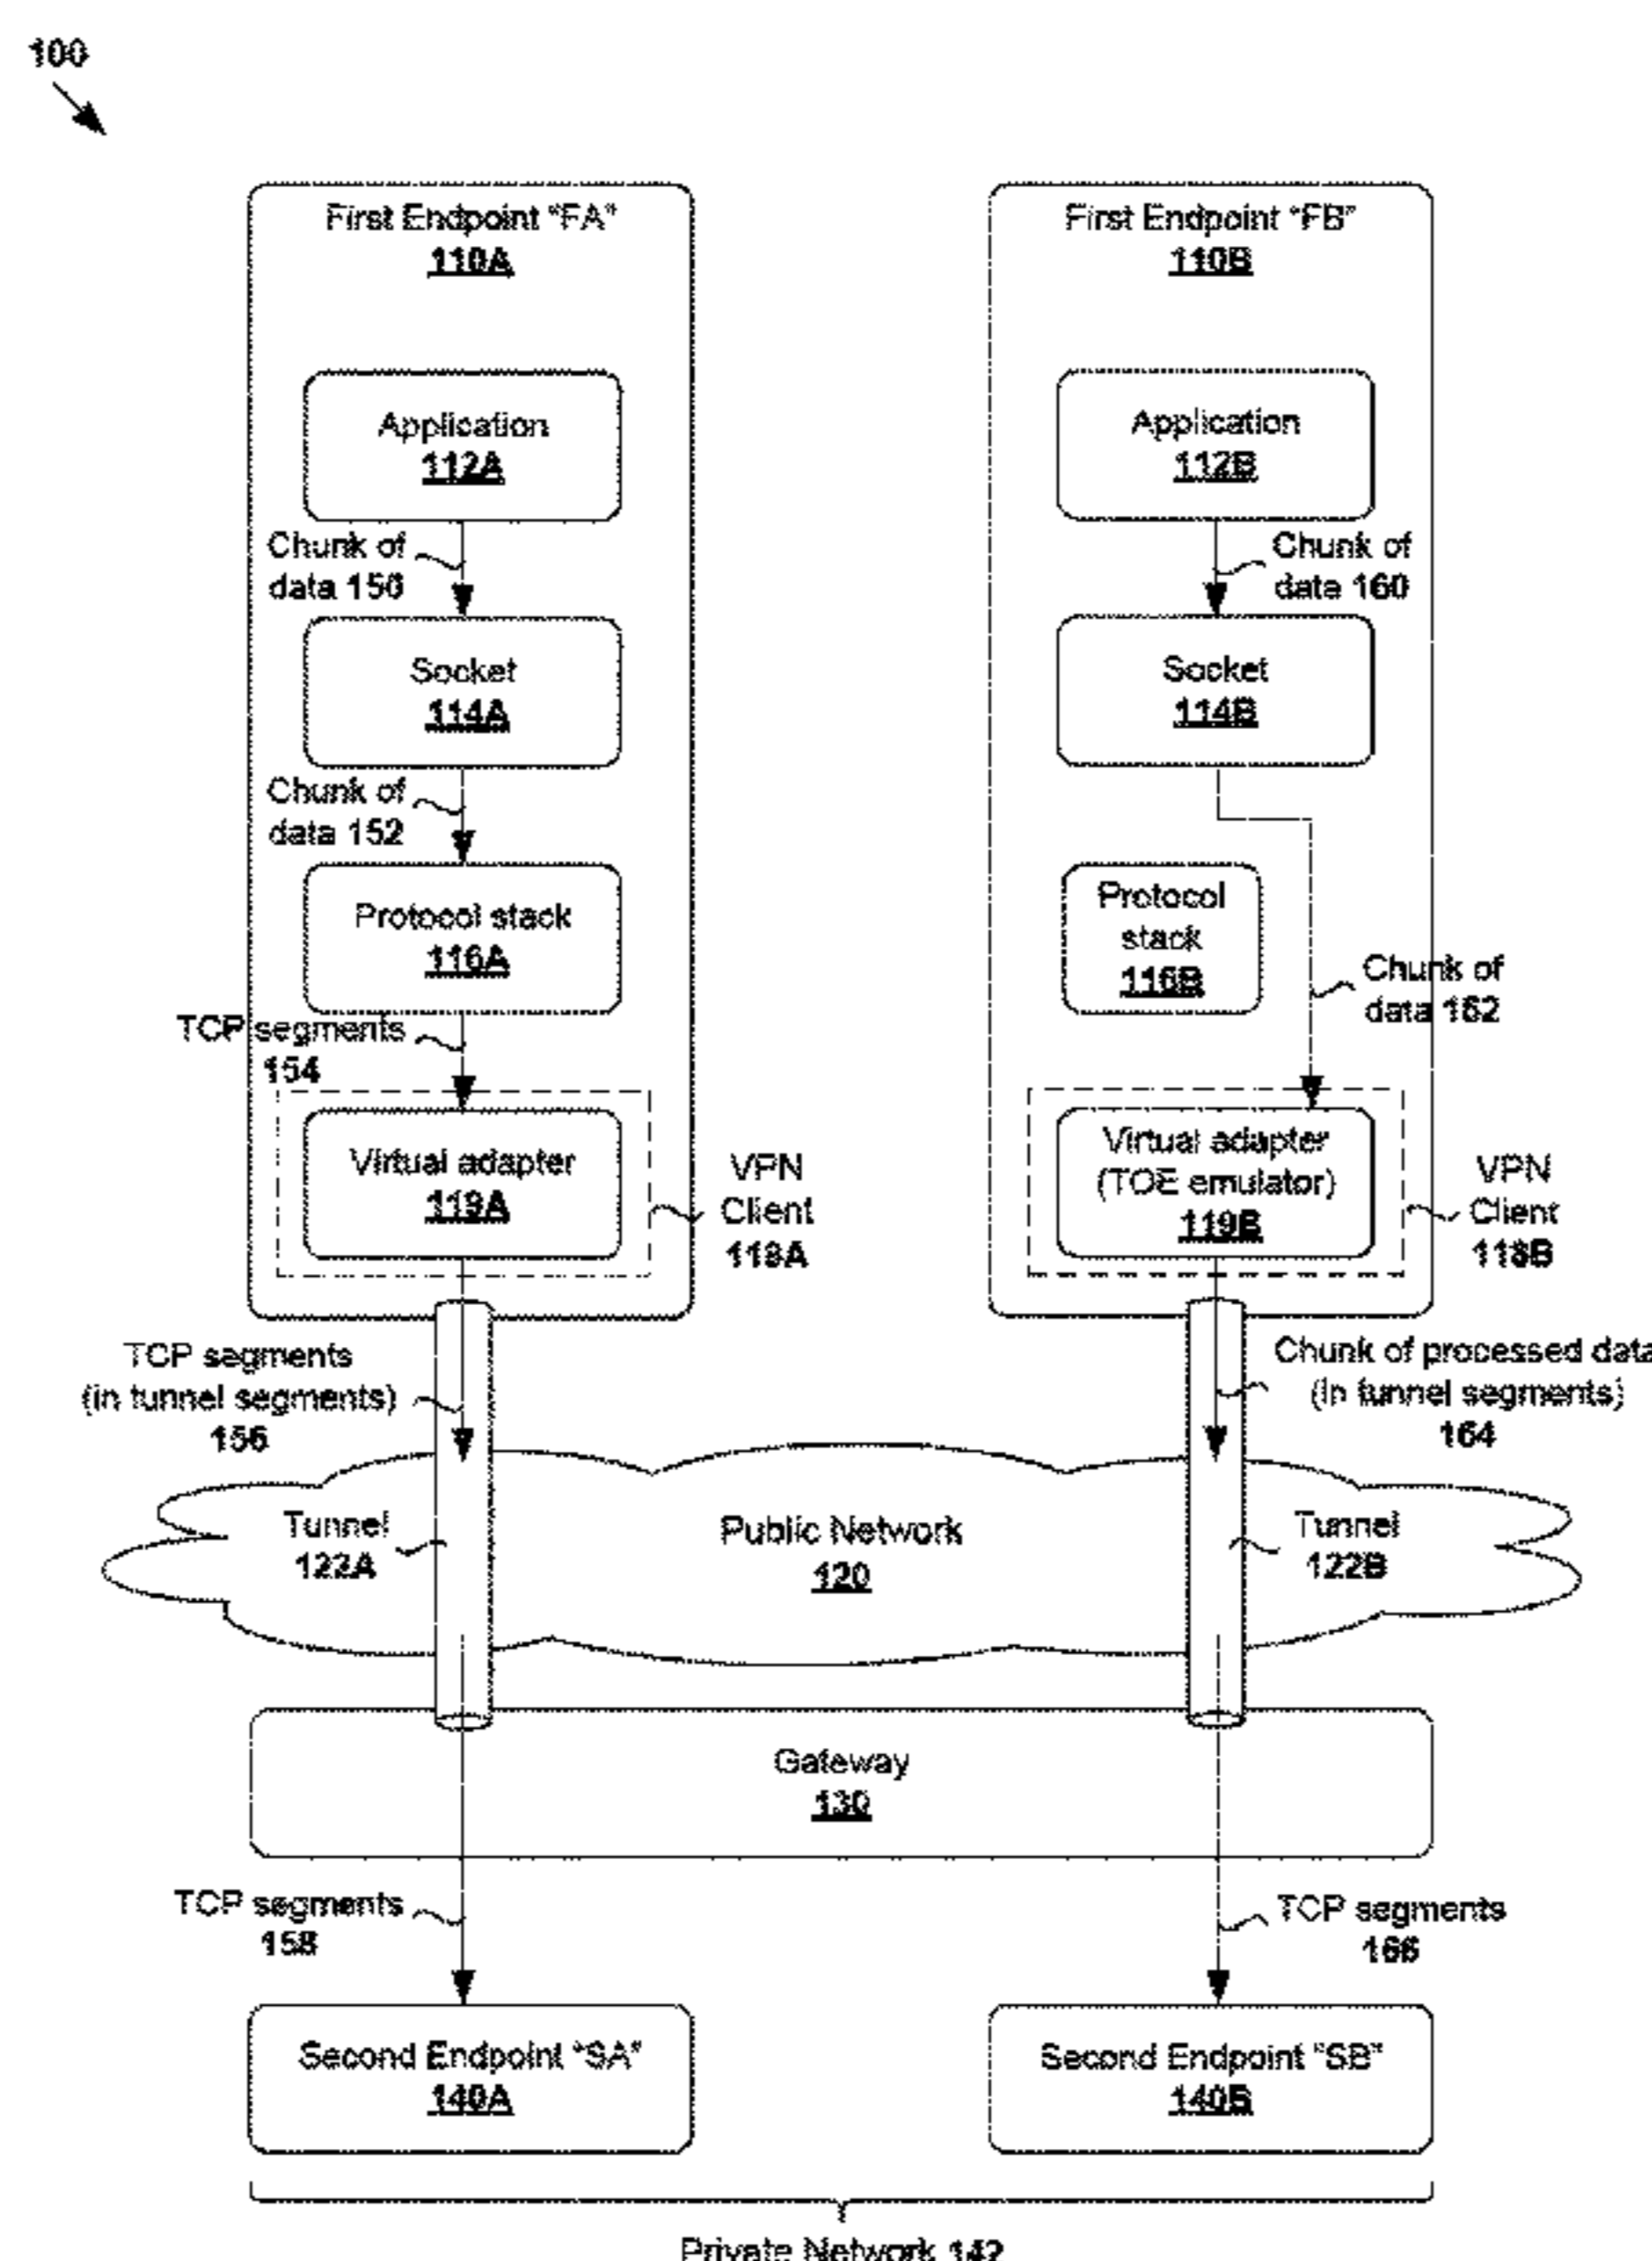 100
First Endpoint "FA"
110A
Application
112A
Chunk of
data 150
Socket
114A
Chunk of
data 152
Protocol stack
116A
TCP segments
154
Virtual adapter
119A
VPN
Client
118A
TCP segments
(in tunnel segments)
156
First Endpoint "FB"
110B
Application
112B
Chunk of
data 160
Socket
114B
Protocol
stack
116B
Chunk of
data 162
Virtual adapter
(TOE emulator)
119B
VPN
Client
118B
Chunk of processed data
(in tunnel segments)
164
Tunnel
122A
Public Network
120
Tunnel
122B
Gateway
130
TCP segments
158
TCP segments
166
Second Endpoint "SA"
140A
Second Endpoint "SB"
140B
Private Network 142